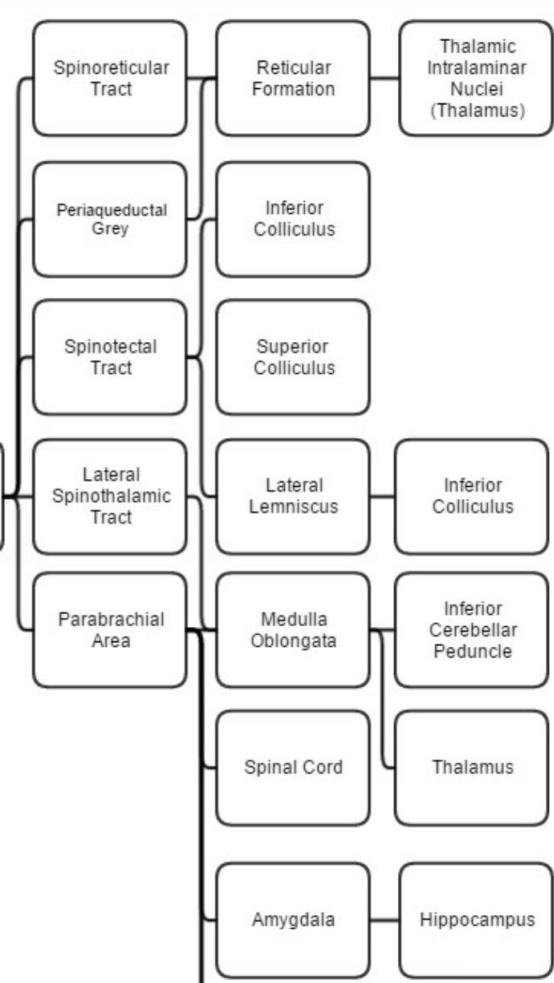 Spinoreticular
Tract
Reticular
Formation
Thalamic
Intralaminar
Nuclei
(Thalamus)
Periaqueductal
Grey
Inferior
Colliculus
Spinotectal
Tract
Superior
Colliculus
Lateral
Spinothalamic
Tract
Lateral
Lemniscus
Inferior
Colliculus
Parabrachial
Area
Medulla
Oblongata
Inferior
Cerebellar
Peduncle
Spinal Cord
Thalamus
Amygdala
Hippocampus